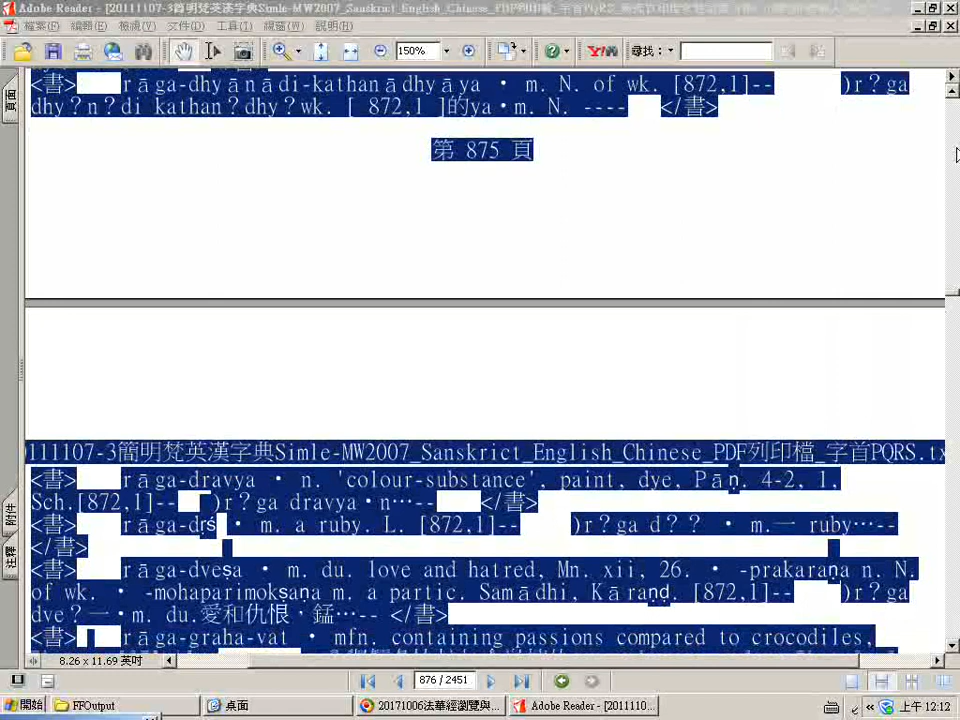 Adobe Reader - [20111107-3簡明梵英漢字典Simle-MW2007_Sanskrict_English_Chinese_PDF列印檔_字首PQRS
檔案(F) 編輯(E) 檢視(V) 文件(D) 工具(T) 視窗(W) 說明(H)
150% 尋找:
頁面
<書> rāga-dhyānādi-kathanādhyāya • m. N. of wk. [872,1]-- )r?ga
dhy?n?di kathan?dhy?wk. [ 872,1 ]的ya•m. N. ---- </書>
第 875 頁
0111107-3簡明梵英漢字典Simle-MW2007_Sanskrict_English_Chinese_PDF列印檔_字首PQRS.tx
<書> rāga-dravya • n. 'colour-substance', paint, dye, Pāṇ. 4-2, 1,
Sch.[872,1]-- )r?ga dravya•n…-- </書>
<書> rāga-dṛś • m. a ruby. L. [872,1]-- )r?ga d?? • m.一 ruby…--
</書>
<書> rāga-dveṣa • m. du. love and hatred, Mn. xii, 26. • -prakaraṇa n. N.
of wk. • -mohaparimokṣaṇa m. a partic. Samādhi, Kāraṇḍ. [872,1]-- )r?ga
dve?一•m. du.愛和仇恨，錳…-- </書>
<書> rāga-graha-vat • mfn. containing passions compared to crocodiles,
附件
注釋
8.26 x 11.69 英吋
876 / 2451
開始 FFOutput 桌面 20171006法華經瀏覽與... Adobe Reader - [2011110... 上午 12:12